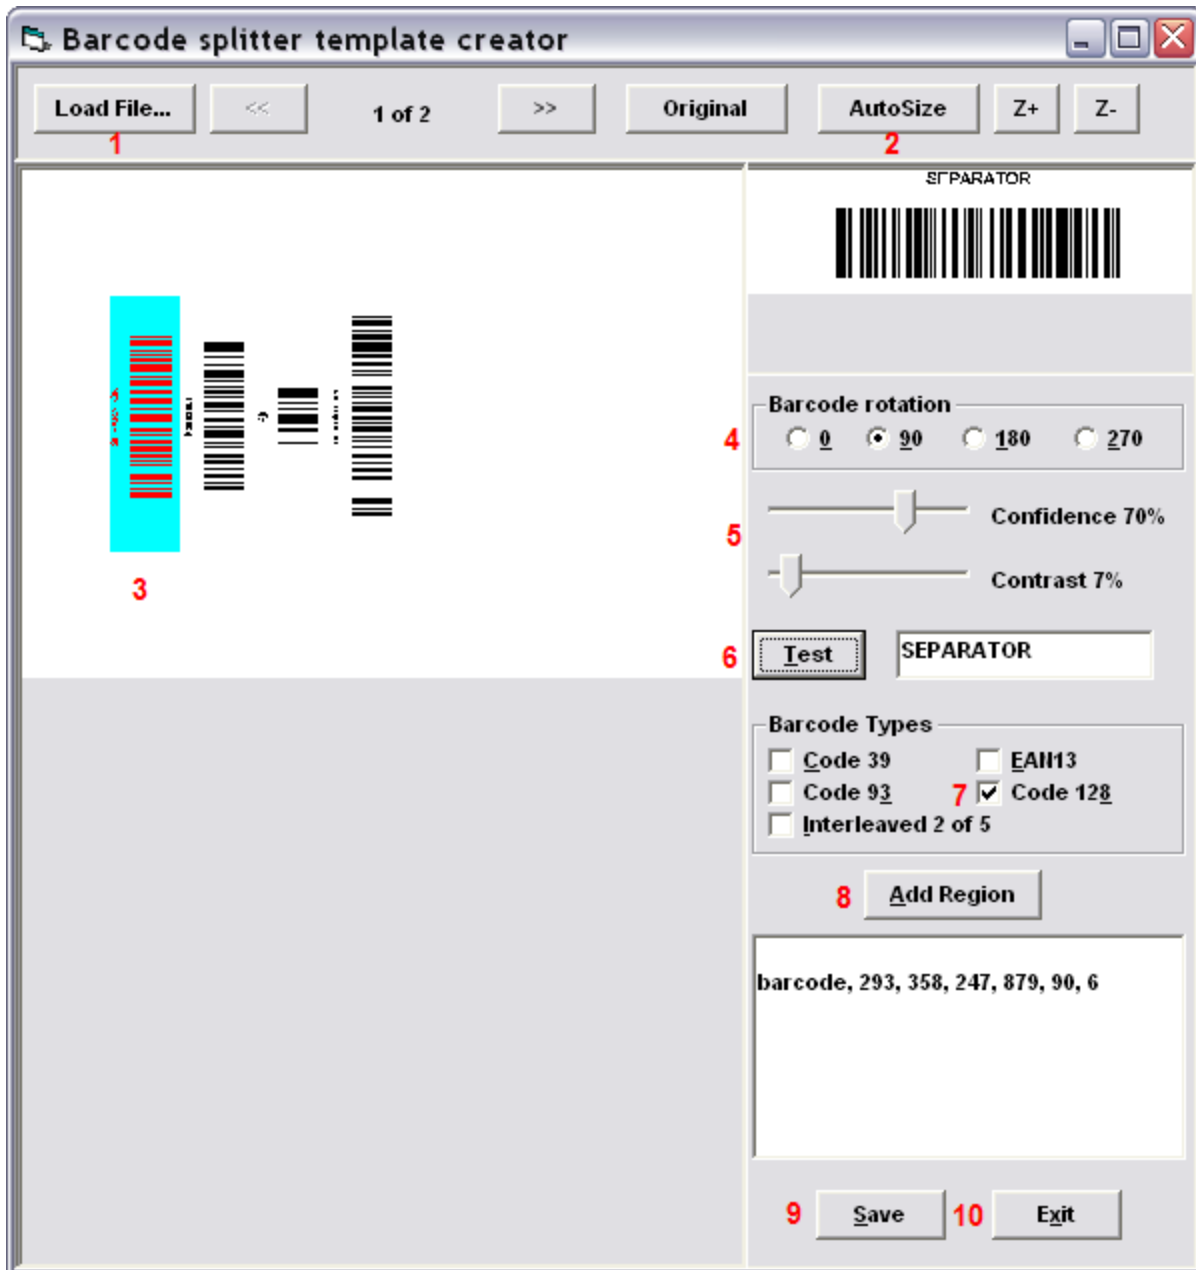 Barcode splitter template creator
Load File... << 1 of 2 >> Original AutoSize Z+ Z-
1 2
SEPARATOR
3
Barcode rotation
4 0 90 180 270
5 Confidence 70%
Contrast 7%
6 Test SEPARATOR
Barcode Types
Code 39 EAN13
Code 93 7 Code 128
Interleaved 2 of 5
8 Add Region
barcode, 293, 358, 247, 879, 90, 6
9 Save 10 Exit